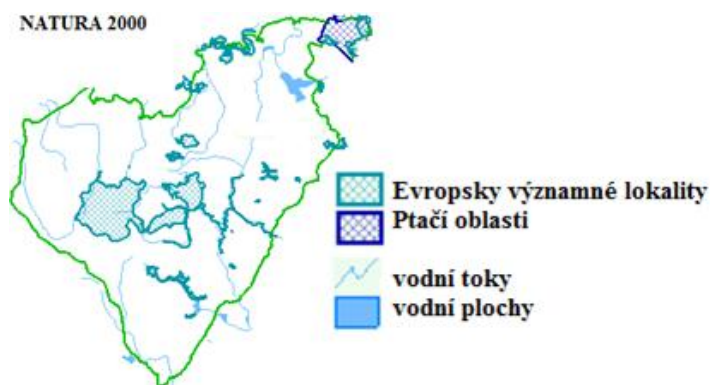 NATURA 2000
Evropsky významné lokality
Ptačí oblasti
vodní toky
vodní plochy